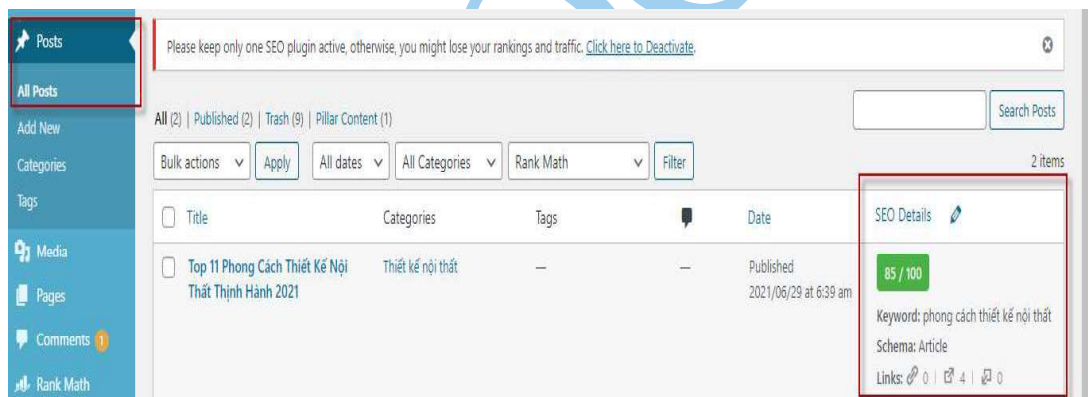 Posts
All Posts
Add New
Categories
Tags
Media
Pages
Comments 1
Rank Math
Please keep only one SEO plugin active, otherwise, you might lose your rankings and traffic. Click here to Deactivate.
All (2) | Published (2) | Trash (9) | Pillar Content (1)
Search Posts
Bulk actions Apply All dates All Categories Rank Math Filter
2 items
Title Categories Tags Date SEO Details
Top 11 Phong Cách Thiết Kế Nội
Thất Thịnh Hành 2021
Thiết kế nội thất
—
—
Published
2021/06/29 at 6:39 am
85 / 100
Keyword: phong cách thiết kế nội thất
Schema: Article
Links: 0 | 4 | 0